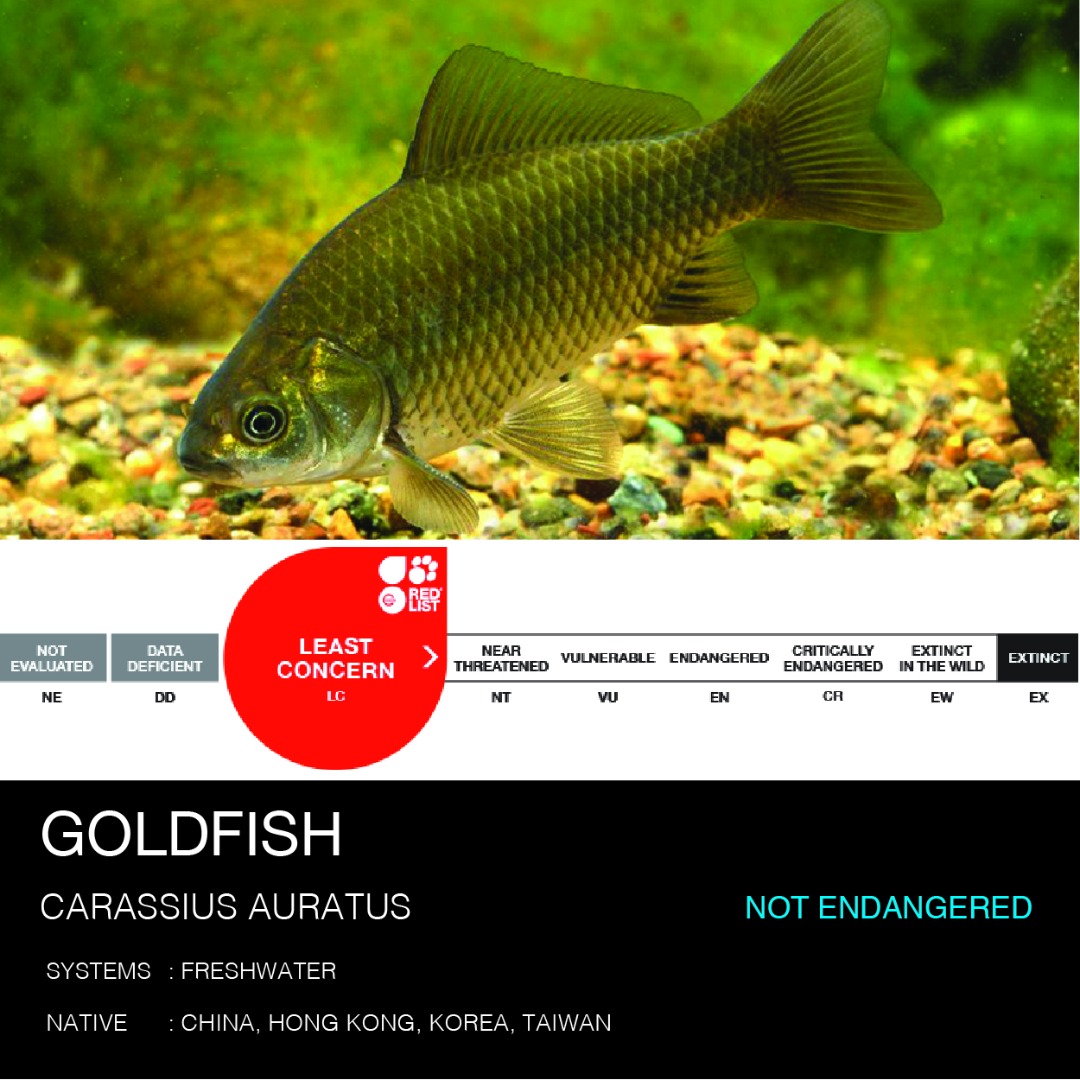 RED
LIST
NOT
EVALUATED
NE
DATA
DEFICIENT
DD
LEAST
CONCERN
LC
NEAR
THREATENED
NT
VULNERABLE
VU
ENDANGERED
EN
CRITICALLY
ENDANGERED
CR
EXTINCT
IN THE WILD
EW
EXTINCT
EX
GOLDFISH
CARASSIUS AURATUS
NOT ENDANGERED
SYSTEMS : FRESHWATER
NATIVE : CHINA, HONG KONG, KOREA, TAIWAN